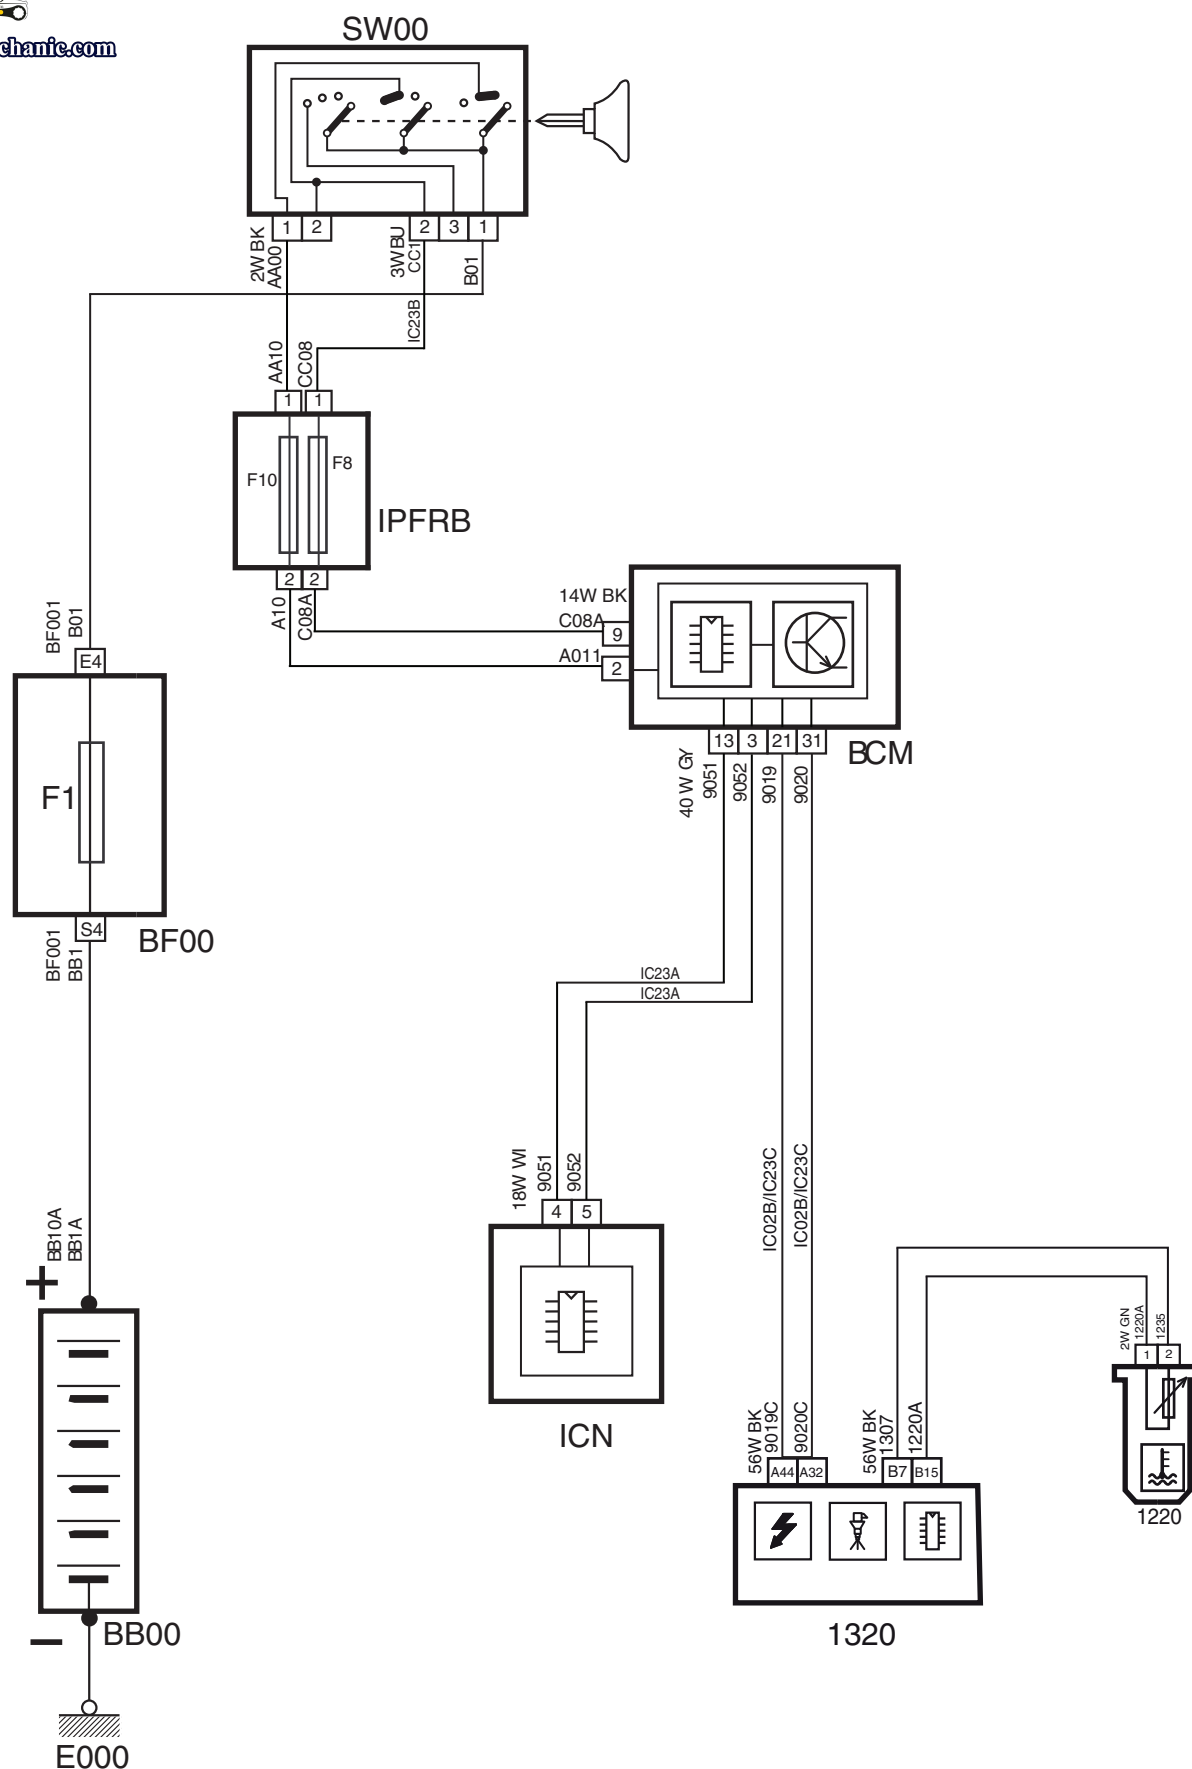 chanic.com
SW00
1
2
2
3
1
2W BK
AA00
3W BU
CC1
B01
IC23B
AA10
CC08
1
1
F10
F8
IPFRB
2
2
A10
C08A
14W BK
C08A
9
A011
2
BF001
B01
E4
F1
S4
BF00
BF001
BB1
13
3
21
31
BCM
40 W GY
9051
9052
9019
9020
IC23A
IC23A
18W WI
9051
9052
4
5
ICN
IC02B/IC23C
IC02B/IC23C
BB10A
BB1A
+
BB00
E000
2W GN
1220A
1235
1
2
1220
56W BK
9019C
9020C
56W BK
1307
1220A
A44
A32
B7
B15
1320